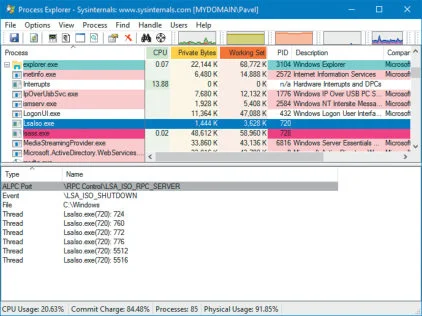 Process Explorer - Sysinternals: www.sysinternals.com [MYDOMAIN\Pavel]
File Options View Process Find Handle Users Help
Process CPU Private Bytes Working Set PID Description Compar
explorer.exe 0.07 22,144 K 68,772 K 3104 Windows Explorer Microsoft
inetinfo.exe 6,480 K 14,888 K 2572 Internet Information Services Microsoft
Interrupts 13.88 0 K 0 K n/a Hardware Interrupts and DPCs
IpOverUsbSvc.exe 7,680 K 12,132 K 1776 Windows IP Over USB PC S... Microsoft
ismserv.exe 1,928 K 5,408 K 2584 Windows NT Intersite Messa... Microsoft
LogonUI.exe 11,364 K 47,088 K 432 Windows Logon User Interfa... Microsoft
LsaIso.exe 1,444 K 3,628 K 720
lsass.exe 0.02 48,612 K 58,960 K 728
MediaStreamingProvider.exe 33,860 K 43,136 K 6816 Windows Server Essentials ... Microsoft
Microsoft.Directory.WebServices...
Type Name
ALPC Port \RPC Control\LSA_ISO_RPC_SERVER
Event \LSA_ISO_SHUTDOWN
File C:\Windows
Thread LsaIso.exe(720): 724
Thread LsaIso.exe(720): 760
Thread LsaIso.exe(720): 772
Thread LsaIso.exe(720): 776
Thread LsaIso.exe(720): 5512
Thread LsaIso.exe(720): 5516
CPU Usage: 20.63% Commit Charge: 84.48% Processes: 85 Physical Usage: 91.85%